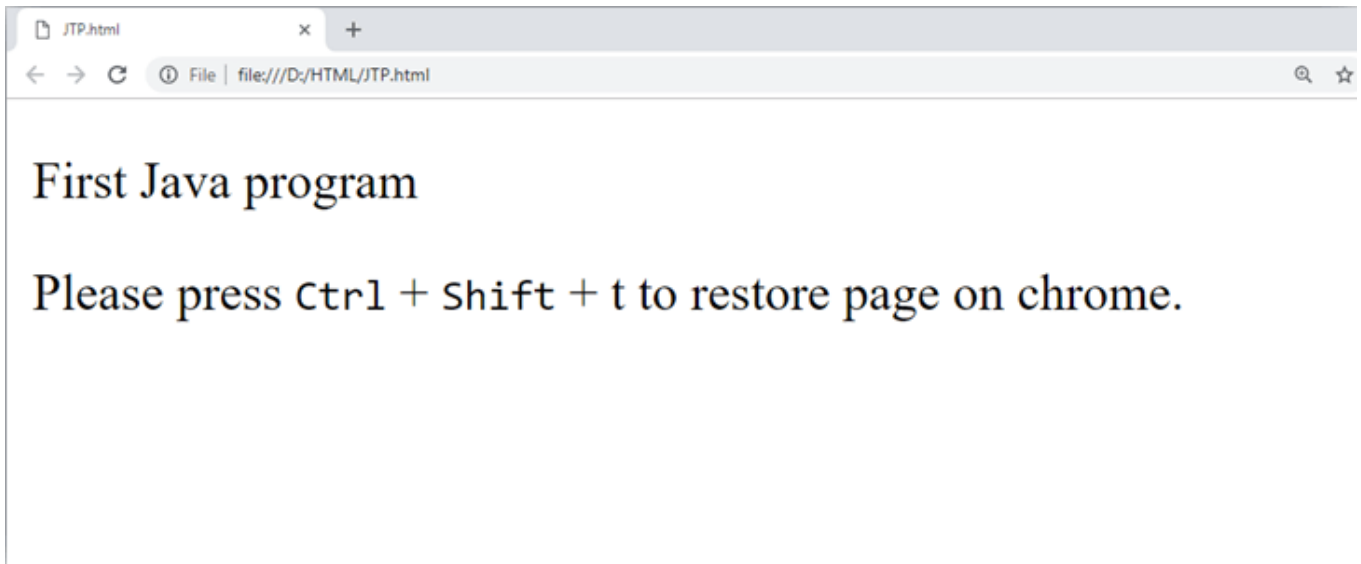 JTP.html
File | file:///D:/HTML/JTP.html
First Java program
Please press Ctrl + Shift + t to restore page on chrome.